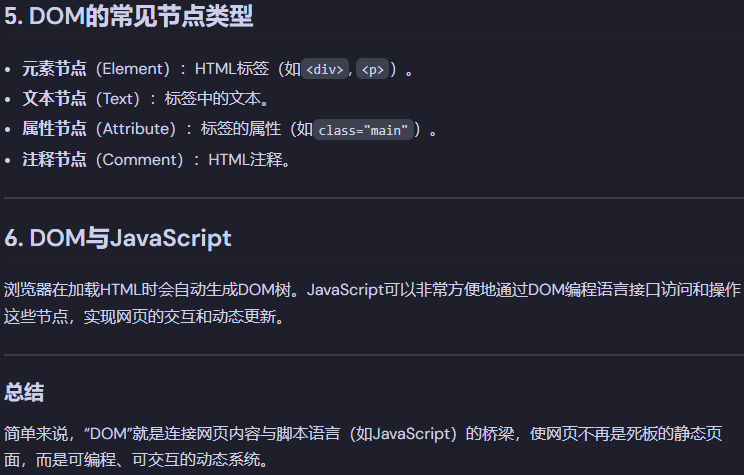 5. DOM的常见节点类型
• 元素节点（Element）：HTML标签（如<div>, <p>）。
• 文本节点（Text）：标签中的文本。
• 属性节点（Attribute）：标签的属性（如class="main"）。
• 注释节点（Comment）：HTML注释。
6. DOM与JavaScript
浏览器在加载HTML时会自动生成DOM树。JavaScript可以非常方便地通过DOM编程语言接口访问和操作
这些节点，实现网页的交互和动态更新。
总结
简单来说，“DOM”就是连接网页内容与脚本语言（如JavaScript）的桥梁，使网页不再是死板的静态页
面，而是可编程、可交互的动态系统。